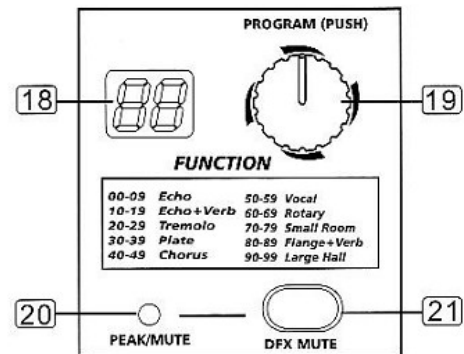 PROGRAM (PUSH)
18
88
19
FUNCTION
00-09 Echo
10-19 Echo+Verb
20-29 Tremolo
30-39 Plate
40-49 Chorus
50-59 Vocal
60-69 Rotary
70-79 Small Room
80-89 Flange+Verb
90-99 Large Hall
20
21
PEAK/MUTE
DFX MUTE